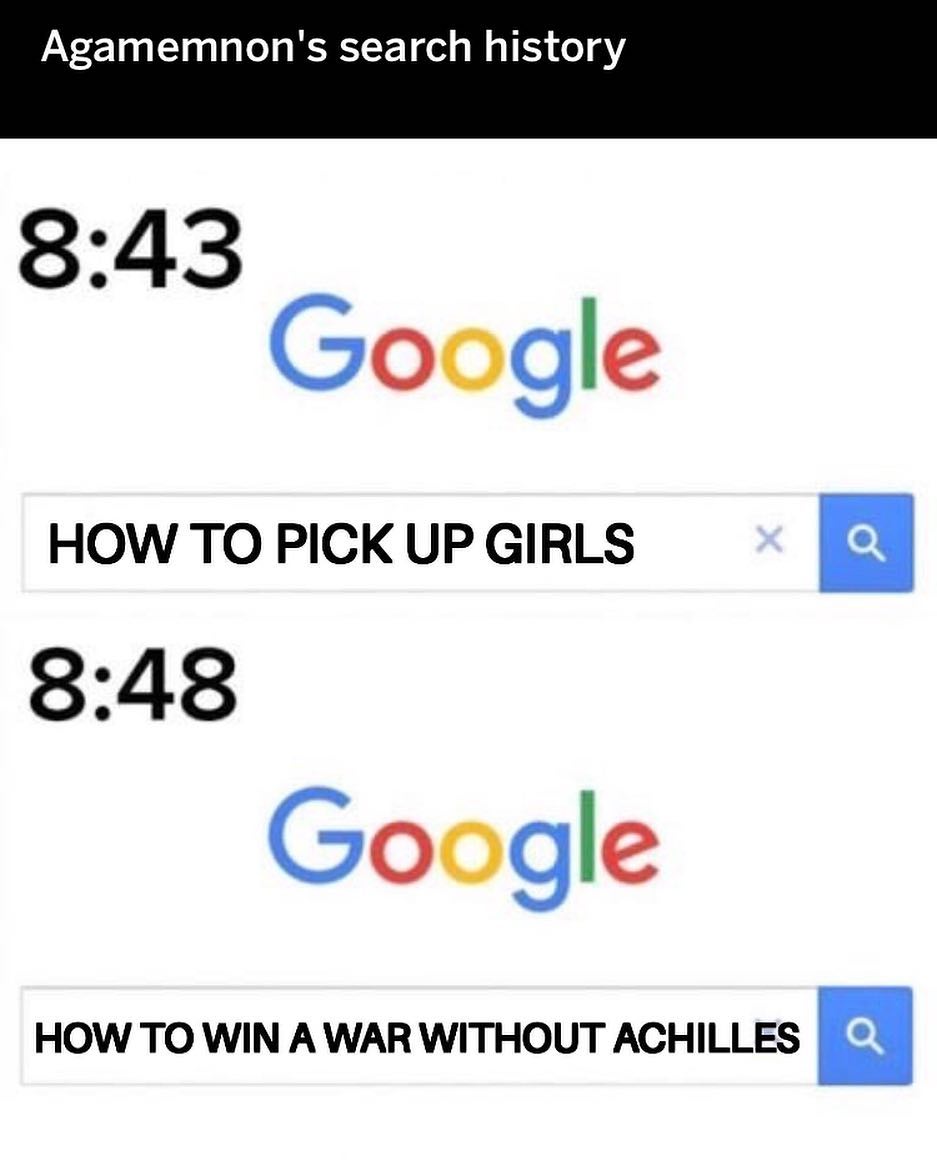 Agamemnon's search history
8:43
Google
HOW TO PICK UP GIRLS
8:48
Google
HOW TO WIN A WAR WITHOUT ACHILLES